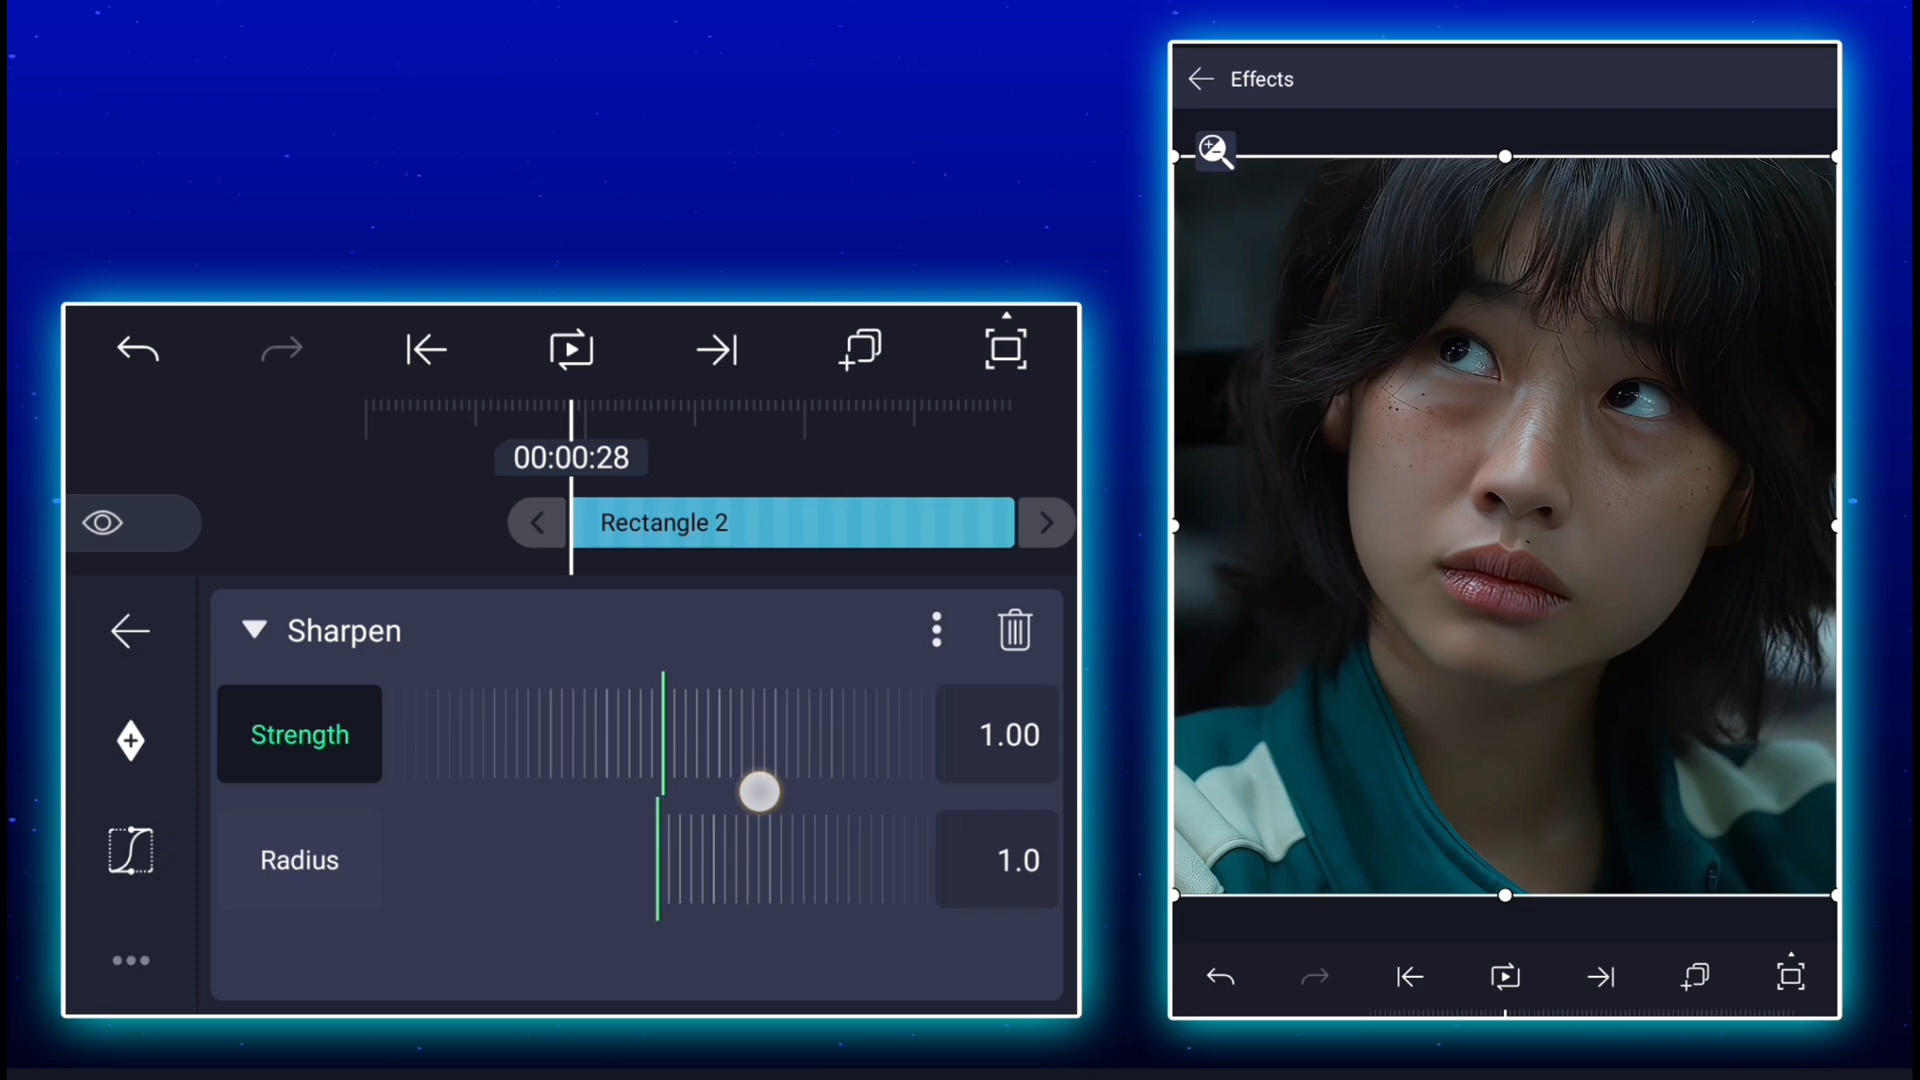 Effects
00:00:28
Rectangle 2
Sharpen
Strength
1.00
Radius
1.0